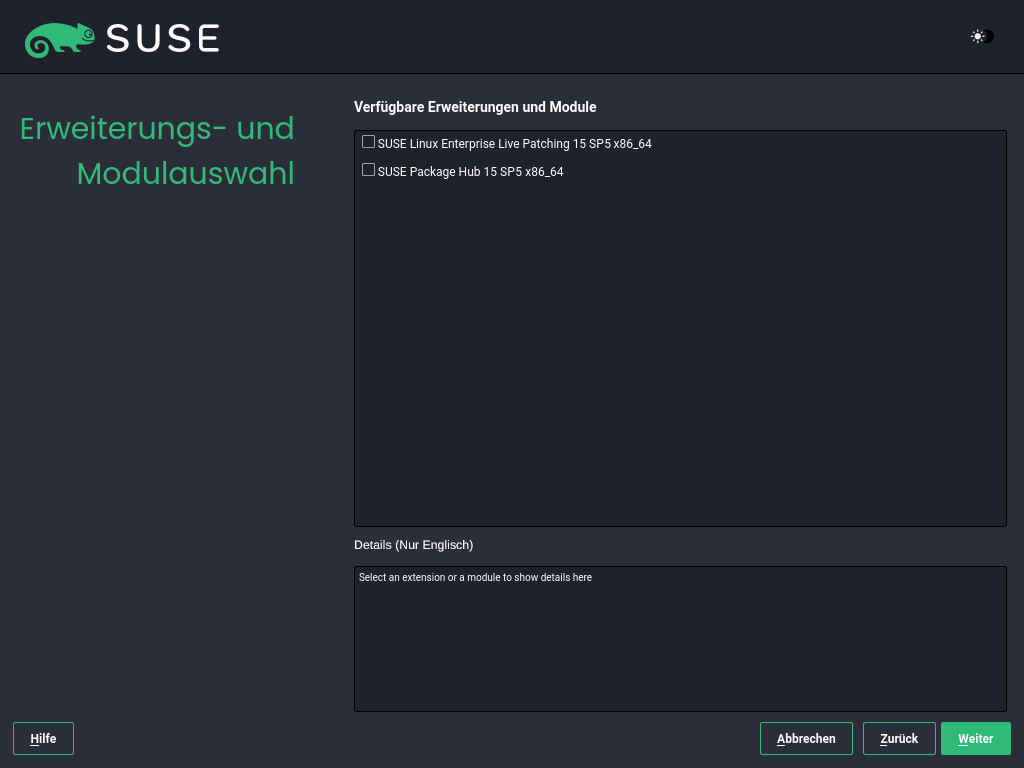 SUSE
Erweiterungs- und
Modulauswahl
Verfügbare Erweiterungen und Module
SUSE Linux Enterprise Live Patching 15 SP5 x86_64
SUSE Package Hub 15 SP5 x86_64
Details (Nur Englisch)
Select an extension or a module to show details here
Hilfe
Abbrechen
Zurück
Weiter